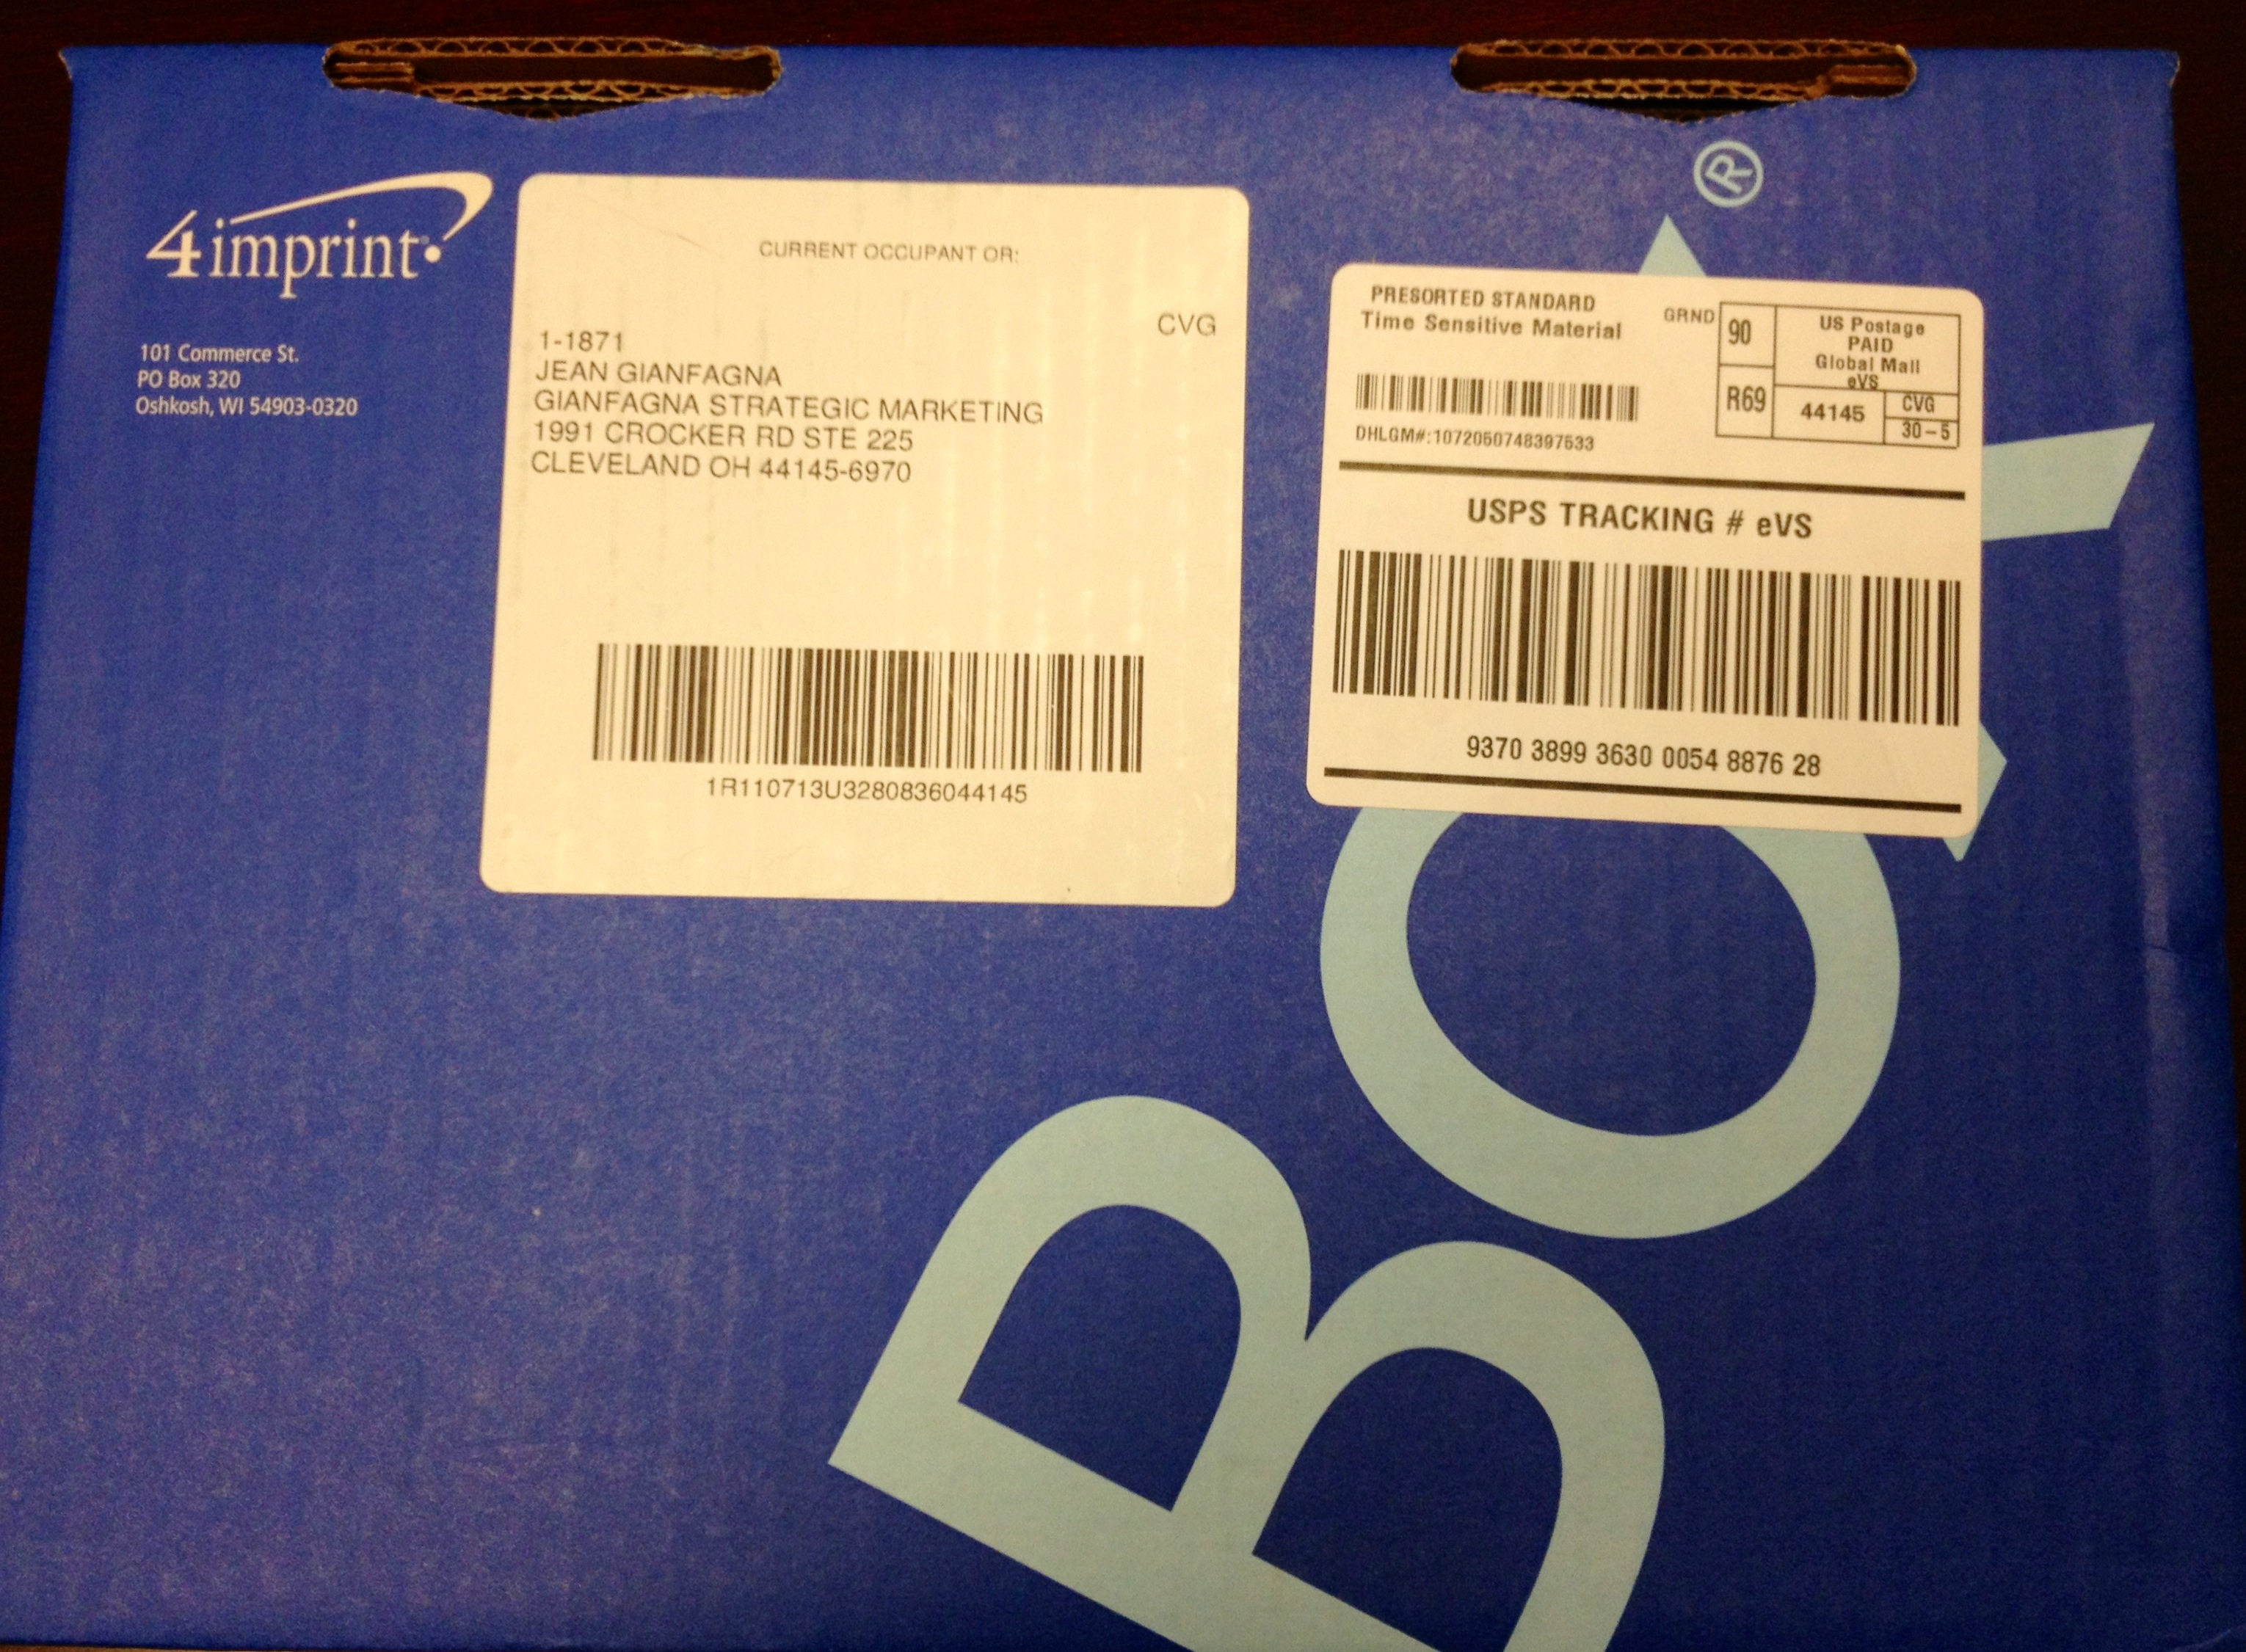 4imprint®
101 Commerce St.
PO Box 320
Oshkosh, WI 54903-0320
CURRENT OCCUPANT OR:
CVG
1-1871
JEAN GIANFAGNA
GIANFAGNA STRATEGIC MARKETING
1991 CROCKER RD STE 225
CLEVELAND OH 44145-6970
1R110713U3280836044145
PRESORTED STANDARD
Time Sensitive Material
GRND
90
R69
US Postage
PAID
Global Mail
eVS
44145
CVG
30-5
DHLGM#:1072050748397533
USPS TRACKING # eVS
9370 3899 3630 0054 8876 28
BOX
®